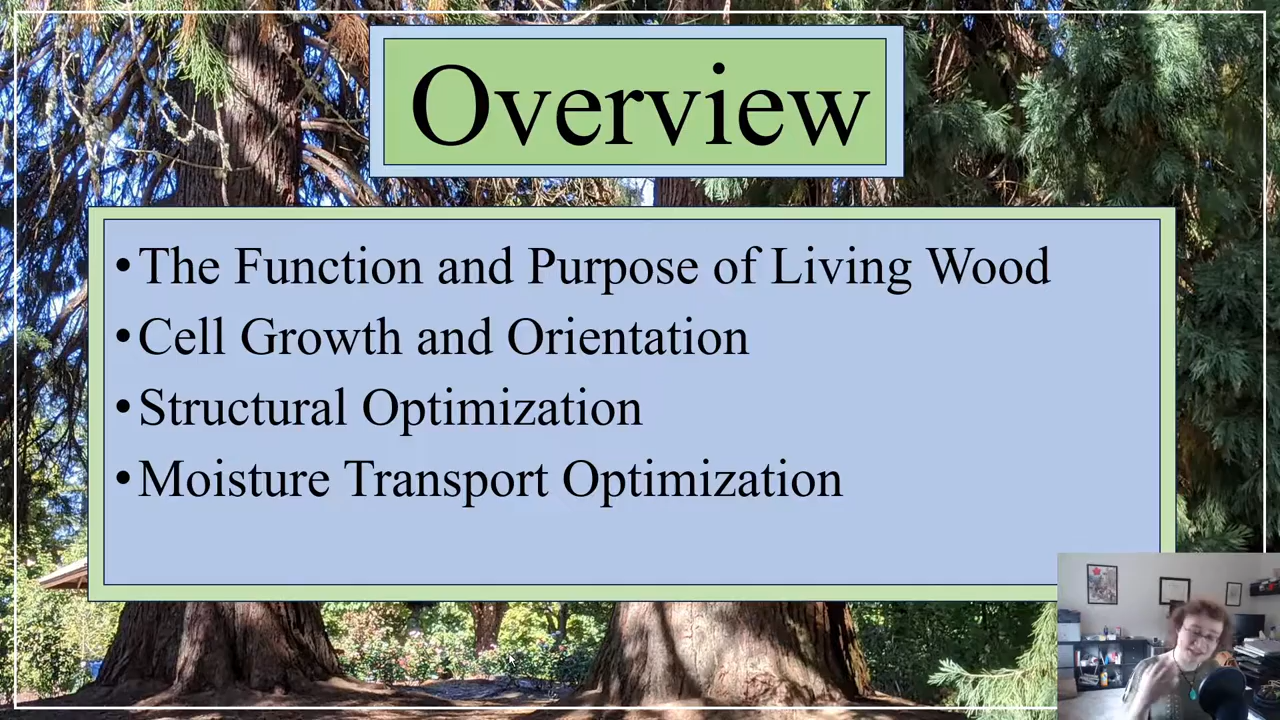 Overview
•The Function and Purpose of Living Wood
•Cell Growth and Orientation
•Structural Optimization
•Moisture Transport Optimization